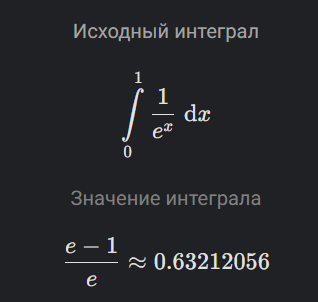 Исходный интеграл
∫₀¹ 1/eˣ dx
Значение интеграла
(e − 1)/e ≈ 0.63212056